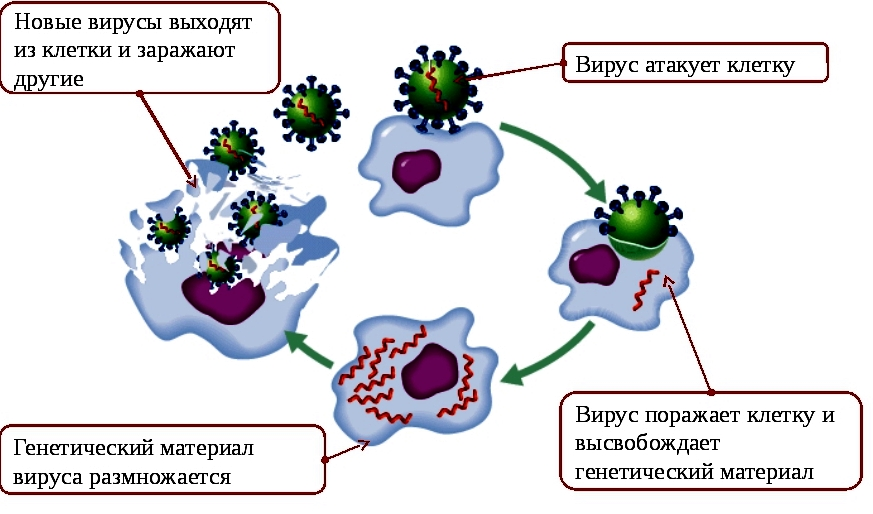 Новые вирусы выходят
из клетки и заражают
другие
Вирус атакует клетку
Вирус поражает клетку и
высвобождает
генетический материал
Генетический материал
вируса размножается